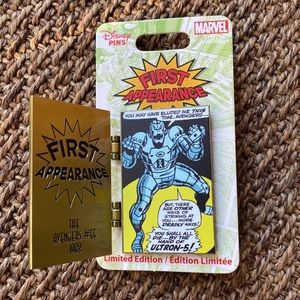 Disney
PINS
MARVEL
FIRST
APPEARANCE
YOU MAY HAVE ELUDED ME THIS
TIME, AVENGERS...
BUT, THERE
ARE OTHER
WAYS OF
STRIKING AT
YOU... MORE
DEADLY WAYS!
YOU SHALL ALL
DIE... BY THE
HAND OF
ULTRON-5!
Limited Edition / Édition Limitée
FIRST
APPEARANCE
THE
AVENGERS #55
1968